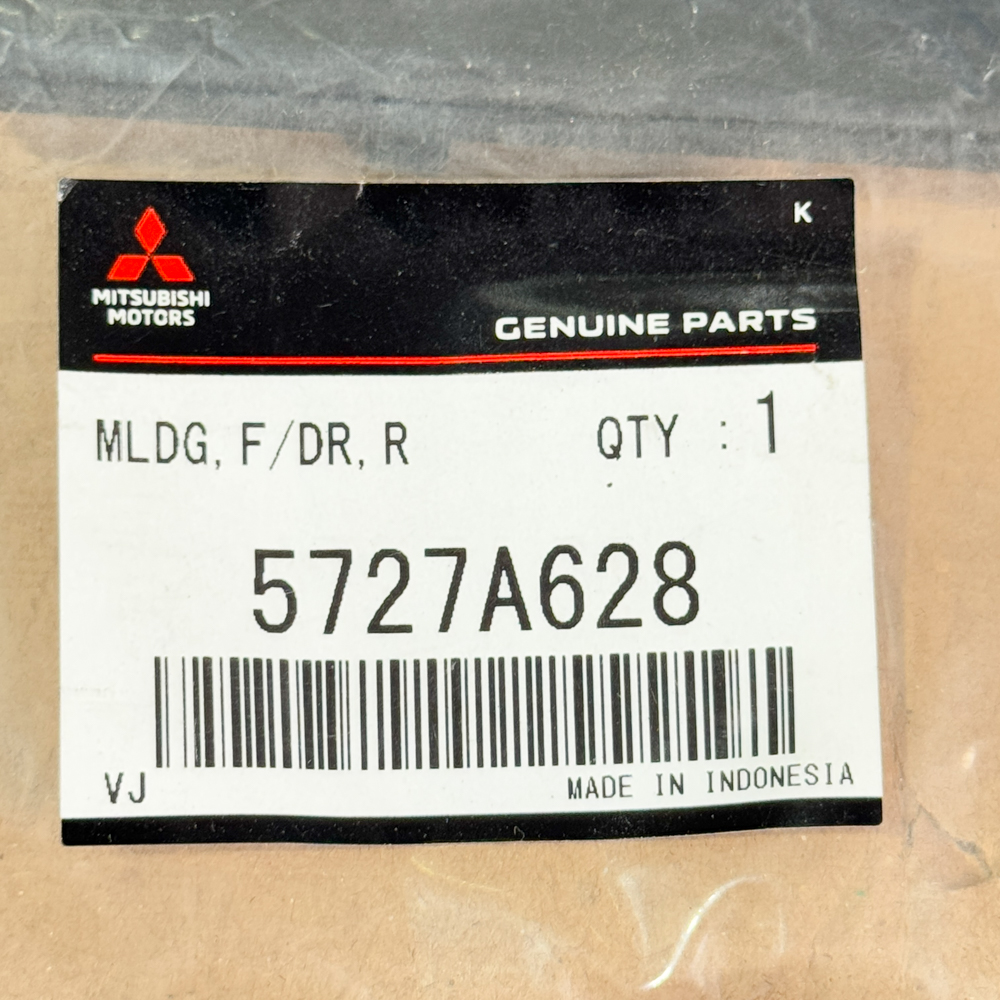 K
MITSUBISHI
MOTORS
GENUINE PARTS
MLDG, F/DR, R QTY : 1
5727A628
VJ MADE IN INDONESIA